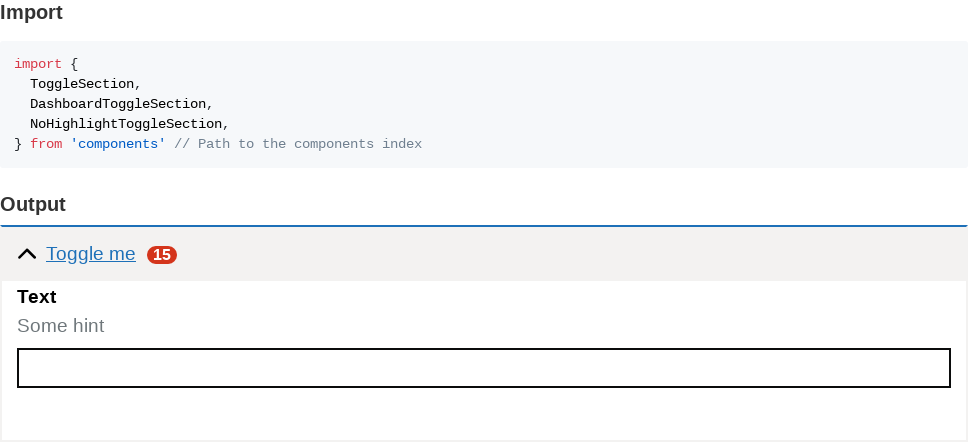 Import
import {
  ToggleSection,
  DashboardToggleSection,
  NoHighlightToggleSection,
} from 'components' // Path to the components index
Output
Toggle me 15
Text
Some hint